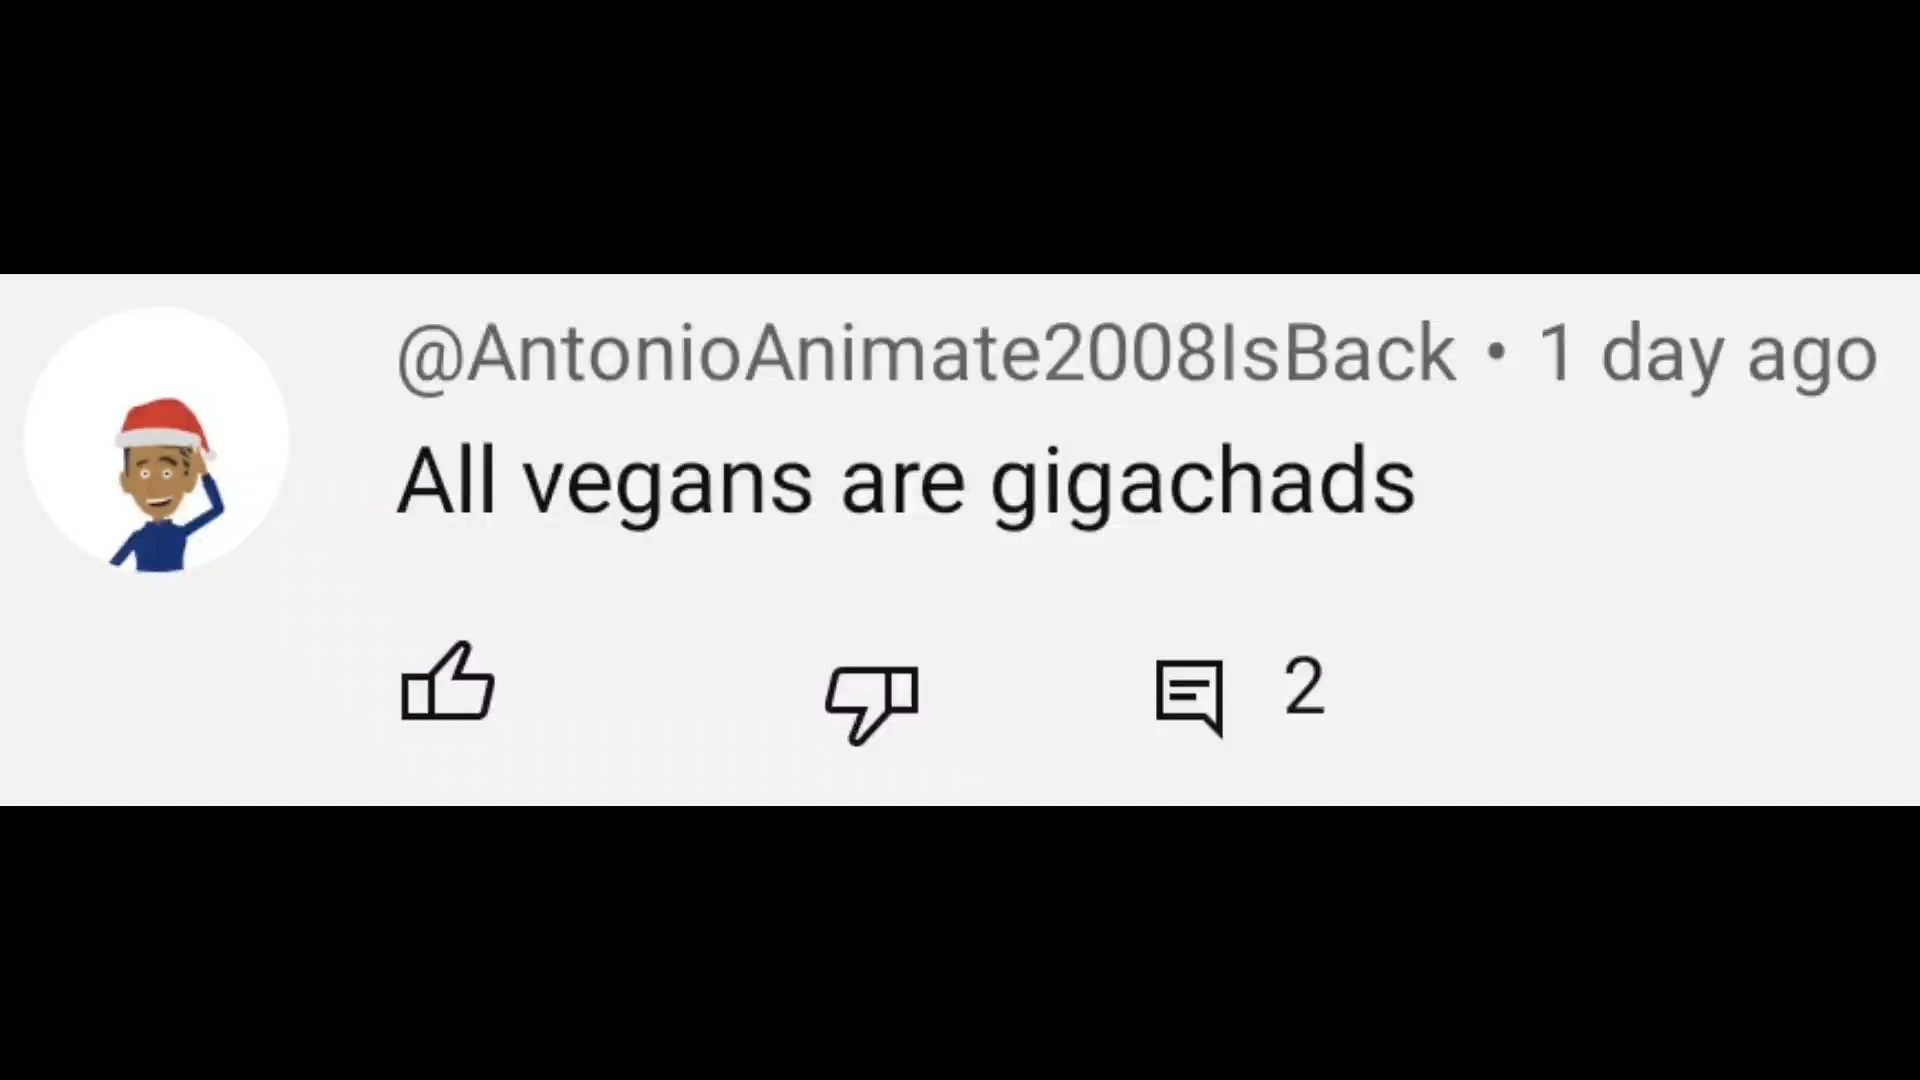 @AntonioAnimate2008IsBack • 1 day ago
All vegans are gigachads
2